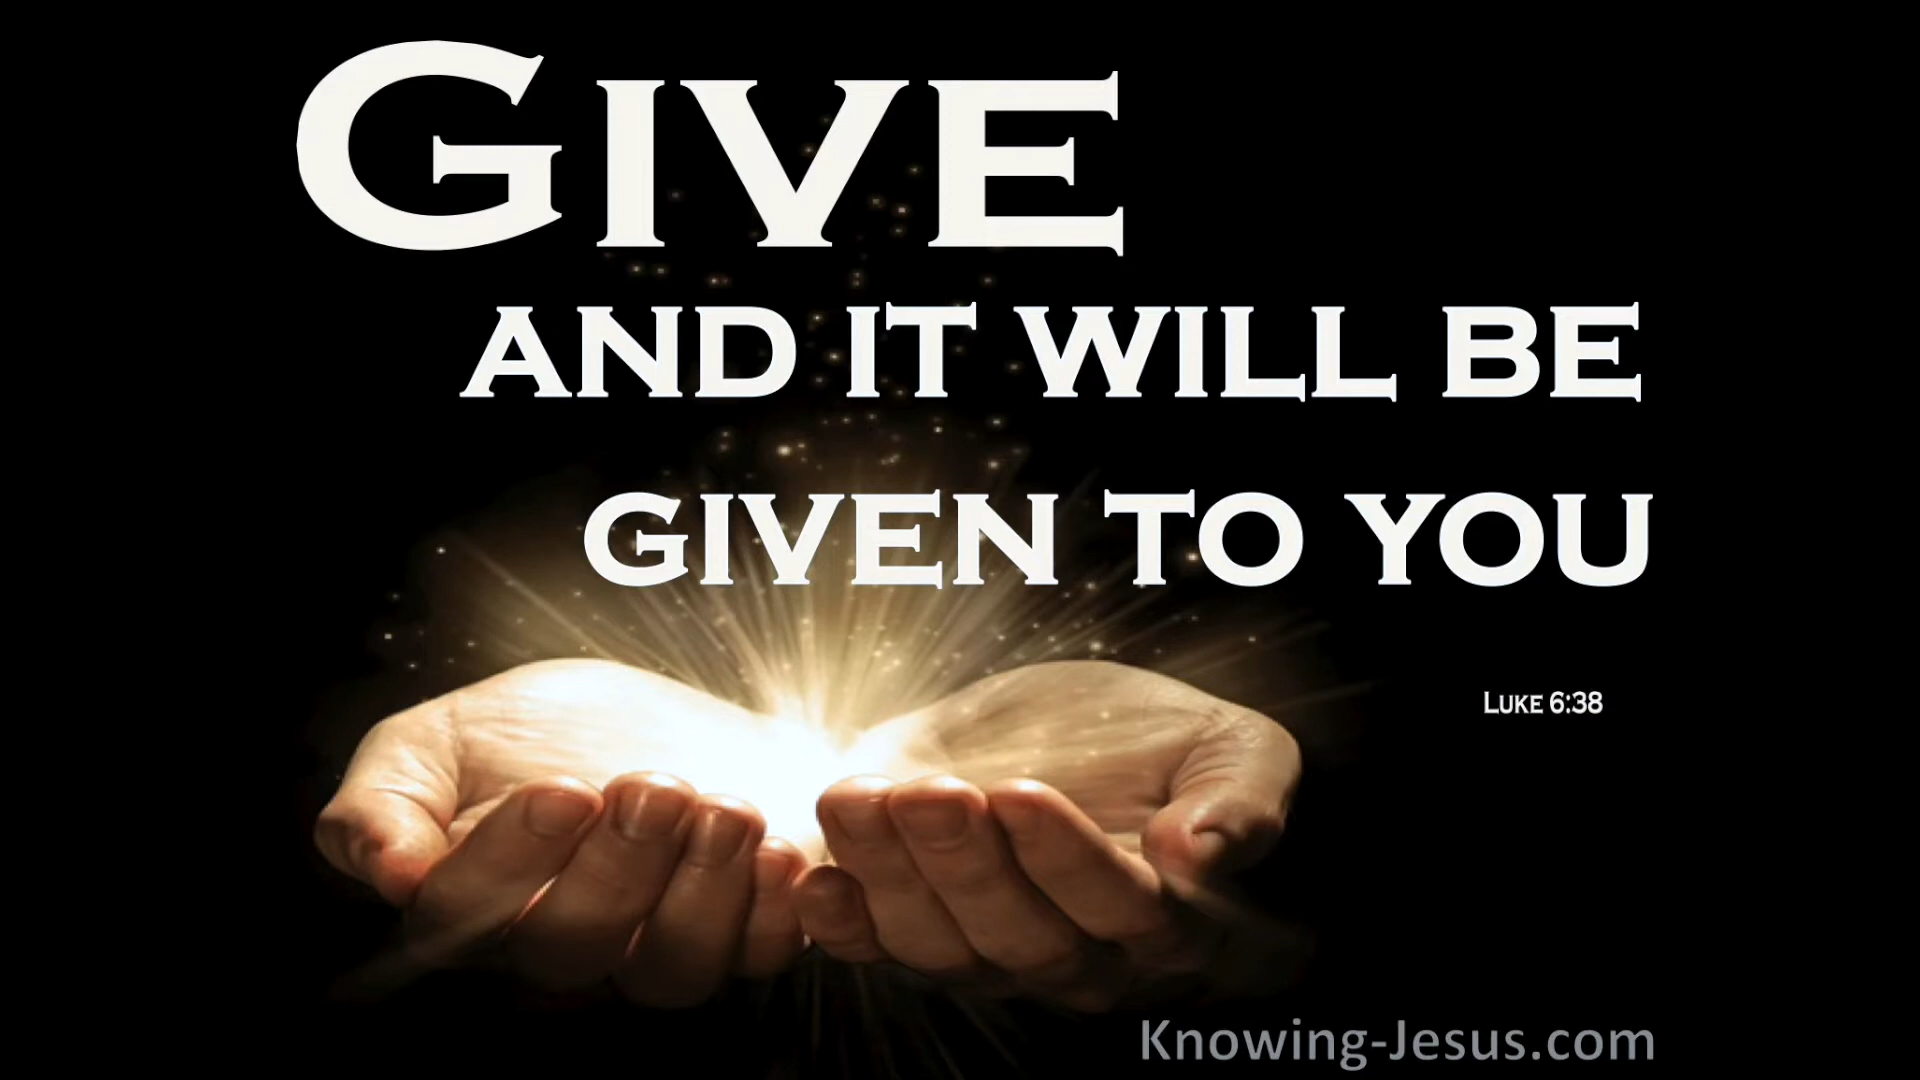 GIVE
AND IT WILL BE
GIVEN TO YOU
LUKE 6:38
Knowing-Jesus.com